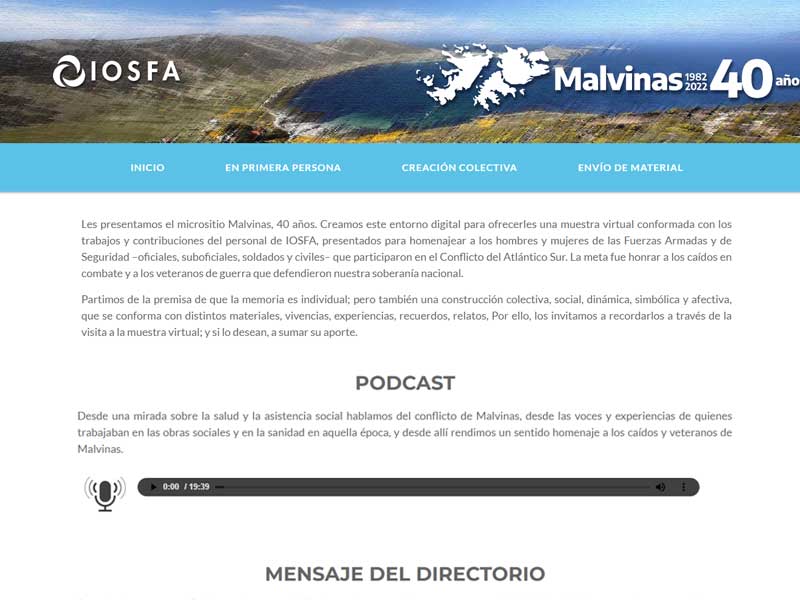 IOSFA
Malvinas 1982 2022 40 año
INICIO EN PRIMERA PERSONA CREACIÓN COLECTIVA ENVÍO DE MATERIAL
Les presentamos el micrositio Malvinas, 40 años. Creamos este entorno digital para ofrecerles una muestra virtual conformada con los
trabajos y contribuciones del personal de IOSFA, presentados para homenajear a los hombres y mujeres de las Fuerzas Armadas y de
Seguridad –oficiales, suboficiales, soldados y civiles– que participaron en el Conflicto del Atlántico Sur. La meta fue honrar a los caídos en
combate y a los veteranos de guerra que defendieron nuestra soberanía nacional.
Partimos de la premisa de que la memoria es individual; pero también una construcción colectiva, social, dinámica, simbólica y afectiva,
que se conforma con distintos materiales, vivencias, experiencias, recuerdos, relatos, Por ello, los invitamos a recordarlos a través de la
visita a la muestra virtual; y si lo desean, a sumar su aporte.
PODCAST
Desde una mirada sobre la salud y la asistencia social hablamos del conflicto de Malvinas, desde las voces y experiencias de quienes
trabajaban en las obras sociales y en la sanidad en aquella época, y desde allí rendimos un sentido homenaje a los caídos y veteranos de
Malvinas.
0:00 / 19:39
MENSAJE DEL DIRECTORIO